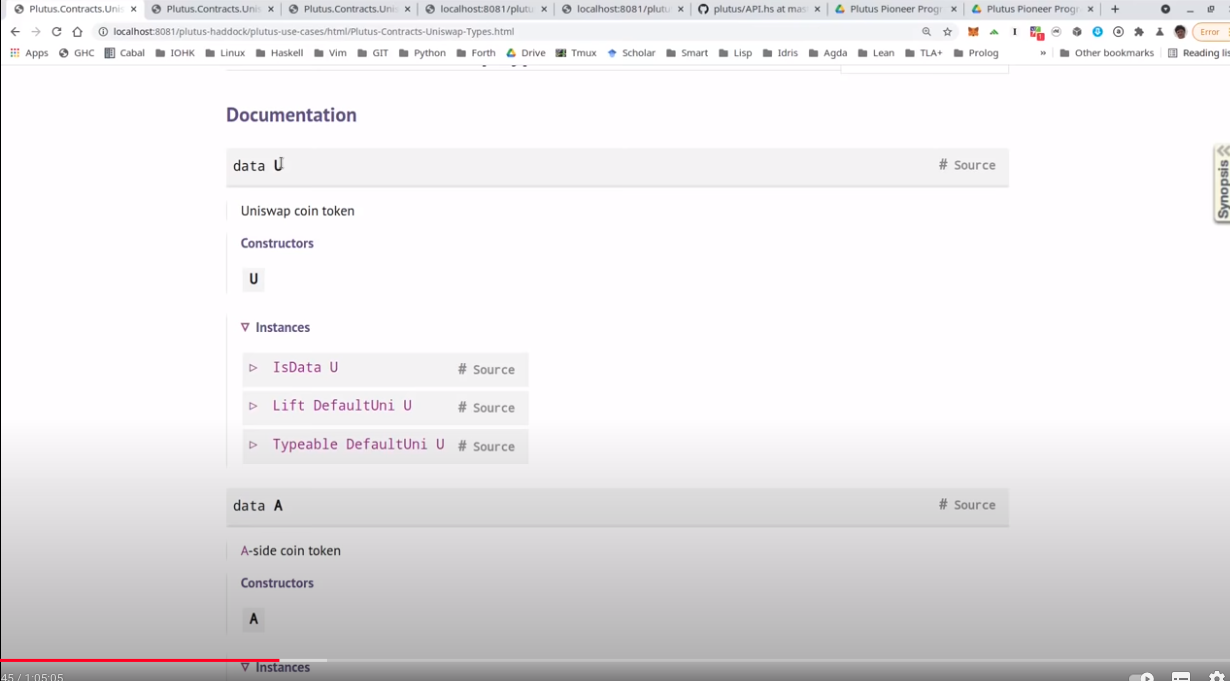 Plutus.Contracts.Unis × Plutus.Contracts.Unis × Plutus.Contracts.Unis × localhost:8081/plutu × localhost:8081/plutu × plutus/API.hs at mas × Plutus Pioneer Progr × Plutus Pioneer Progr ×
localhost:8081/plutus-haddock/plutus-use-cases/html/Plutus-Contracts-Uniswap-Types.html Error
Apps GHC Cabal IOHK Linux Haskell Vim GIT Python Forth Drive Tmux Scholar Smart Lisp Idris Agda Lean TLA+ Prolog » Other bookmarks Reading lis
Documentation
data U # Source
Uniswap coin token
Constructors
U
Instances
IsData U # Source
Lift DefaultUni U # Source
Typeable DefaultUni U # Source
data A # Source
A-side coin token
Constructors
A
Instances
Synopsis
45 / 1:05:05